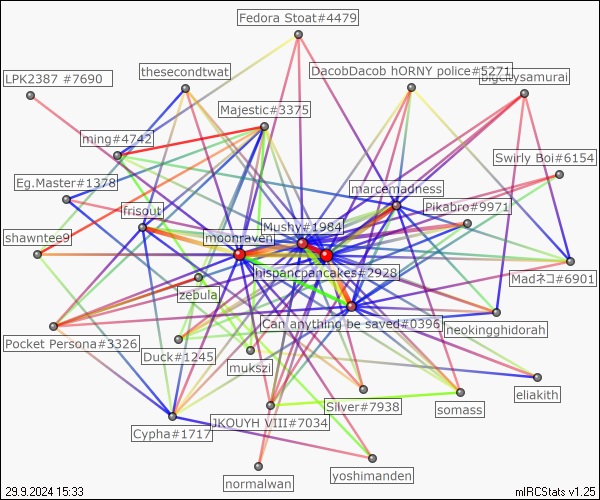 Fedora Stoat#4479
LPK2387 #7690
thesecondtwat
DacobDacob hORNY police#5271
bigcitysamurai
Majestic#3375
ming#4742
Swirly Boi#6154
Eg.Master#1378
marcemadness
frisout
Pikabro#9971
Mushy#1984
shawntee9
moonraven
hispancpancakes#2928
Madネコ#6901
zebula
Can anything be saved#0396
neokingghidorah
Pocket Persona#3326
Duck#1245
mukszi
eliakith
Silver#7938
somass
JKOUYH VIII#7034
Cypha#1717
normalwan
yoshimanden
29.9.2024 15:33
mIRCStats v1.25